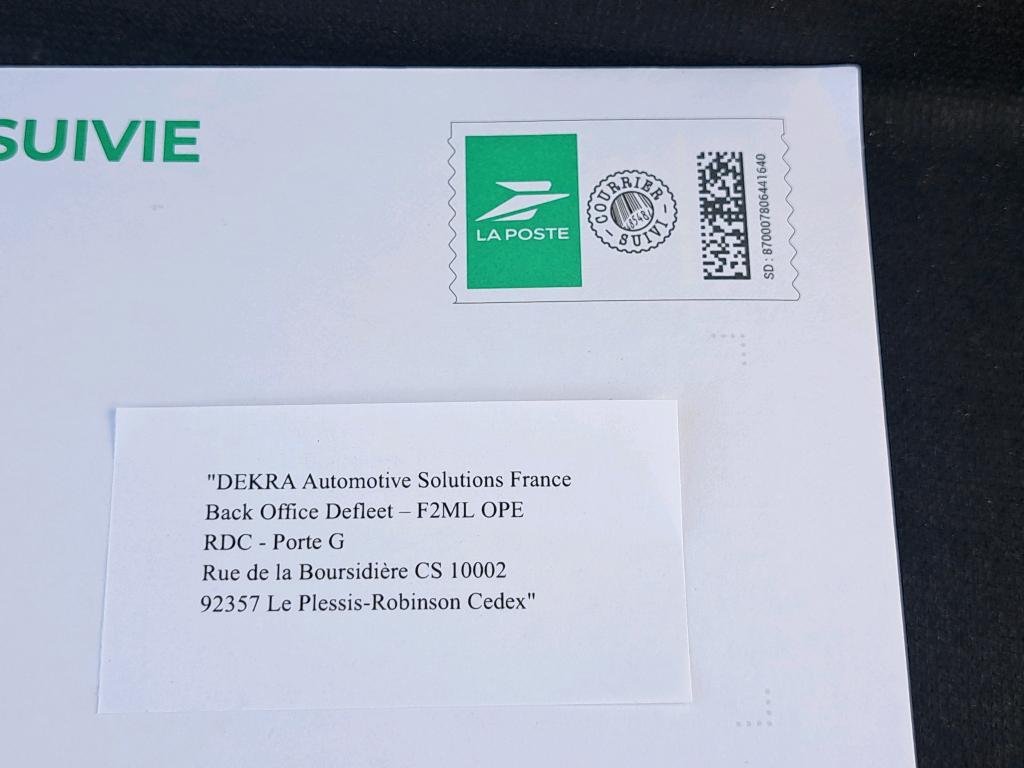 SUIVIE
LA POSTE
COURRIER
SUIVI
SD : 870007806441640
"DEKRA Automotive Solutions France
Back Office Defleet – F2ML OPE
RDC - Porte G
Rue de la Boursidière CS 10002
92357 Le Plessis-Robinson Cedex"